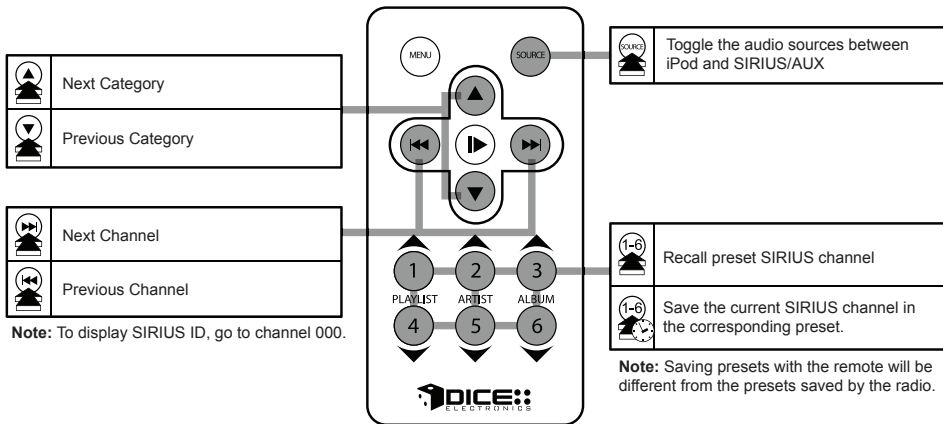 Next Category
Previous Category
Next Channel
Previous Channel
Note: To display SIRIUS ID, go to channel 000.
MENU
SOURCE
1
2
3
PLAYLIST
ARTIST
ALBUM
4
5
6
DICE
ELECTRONICS
SOURCE
Toggle the audio sources between
iPod and SIRIUS/AUX
1-6
Recall preset SIRIUS channel
1-6
Save the current SIRIUS channel in
the corresponding preset.
Note: Saving presets with the remote will be
different from the presets saved by the radio.